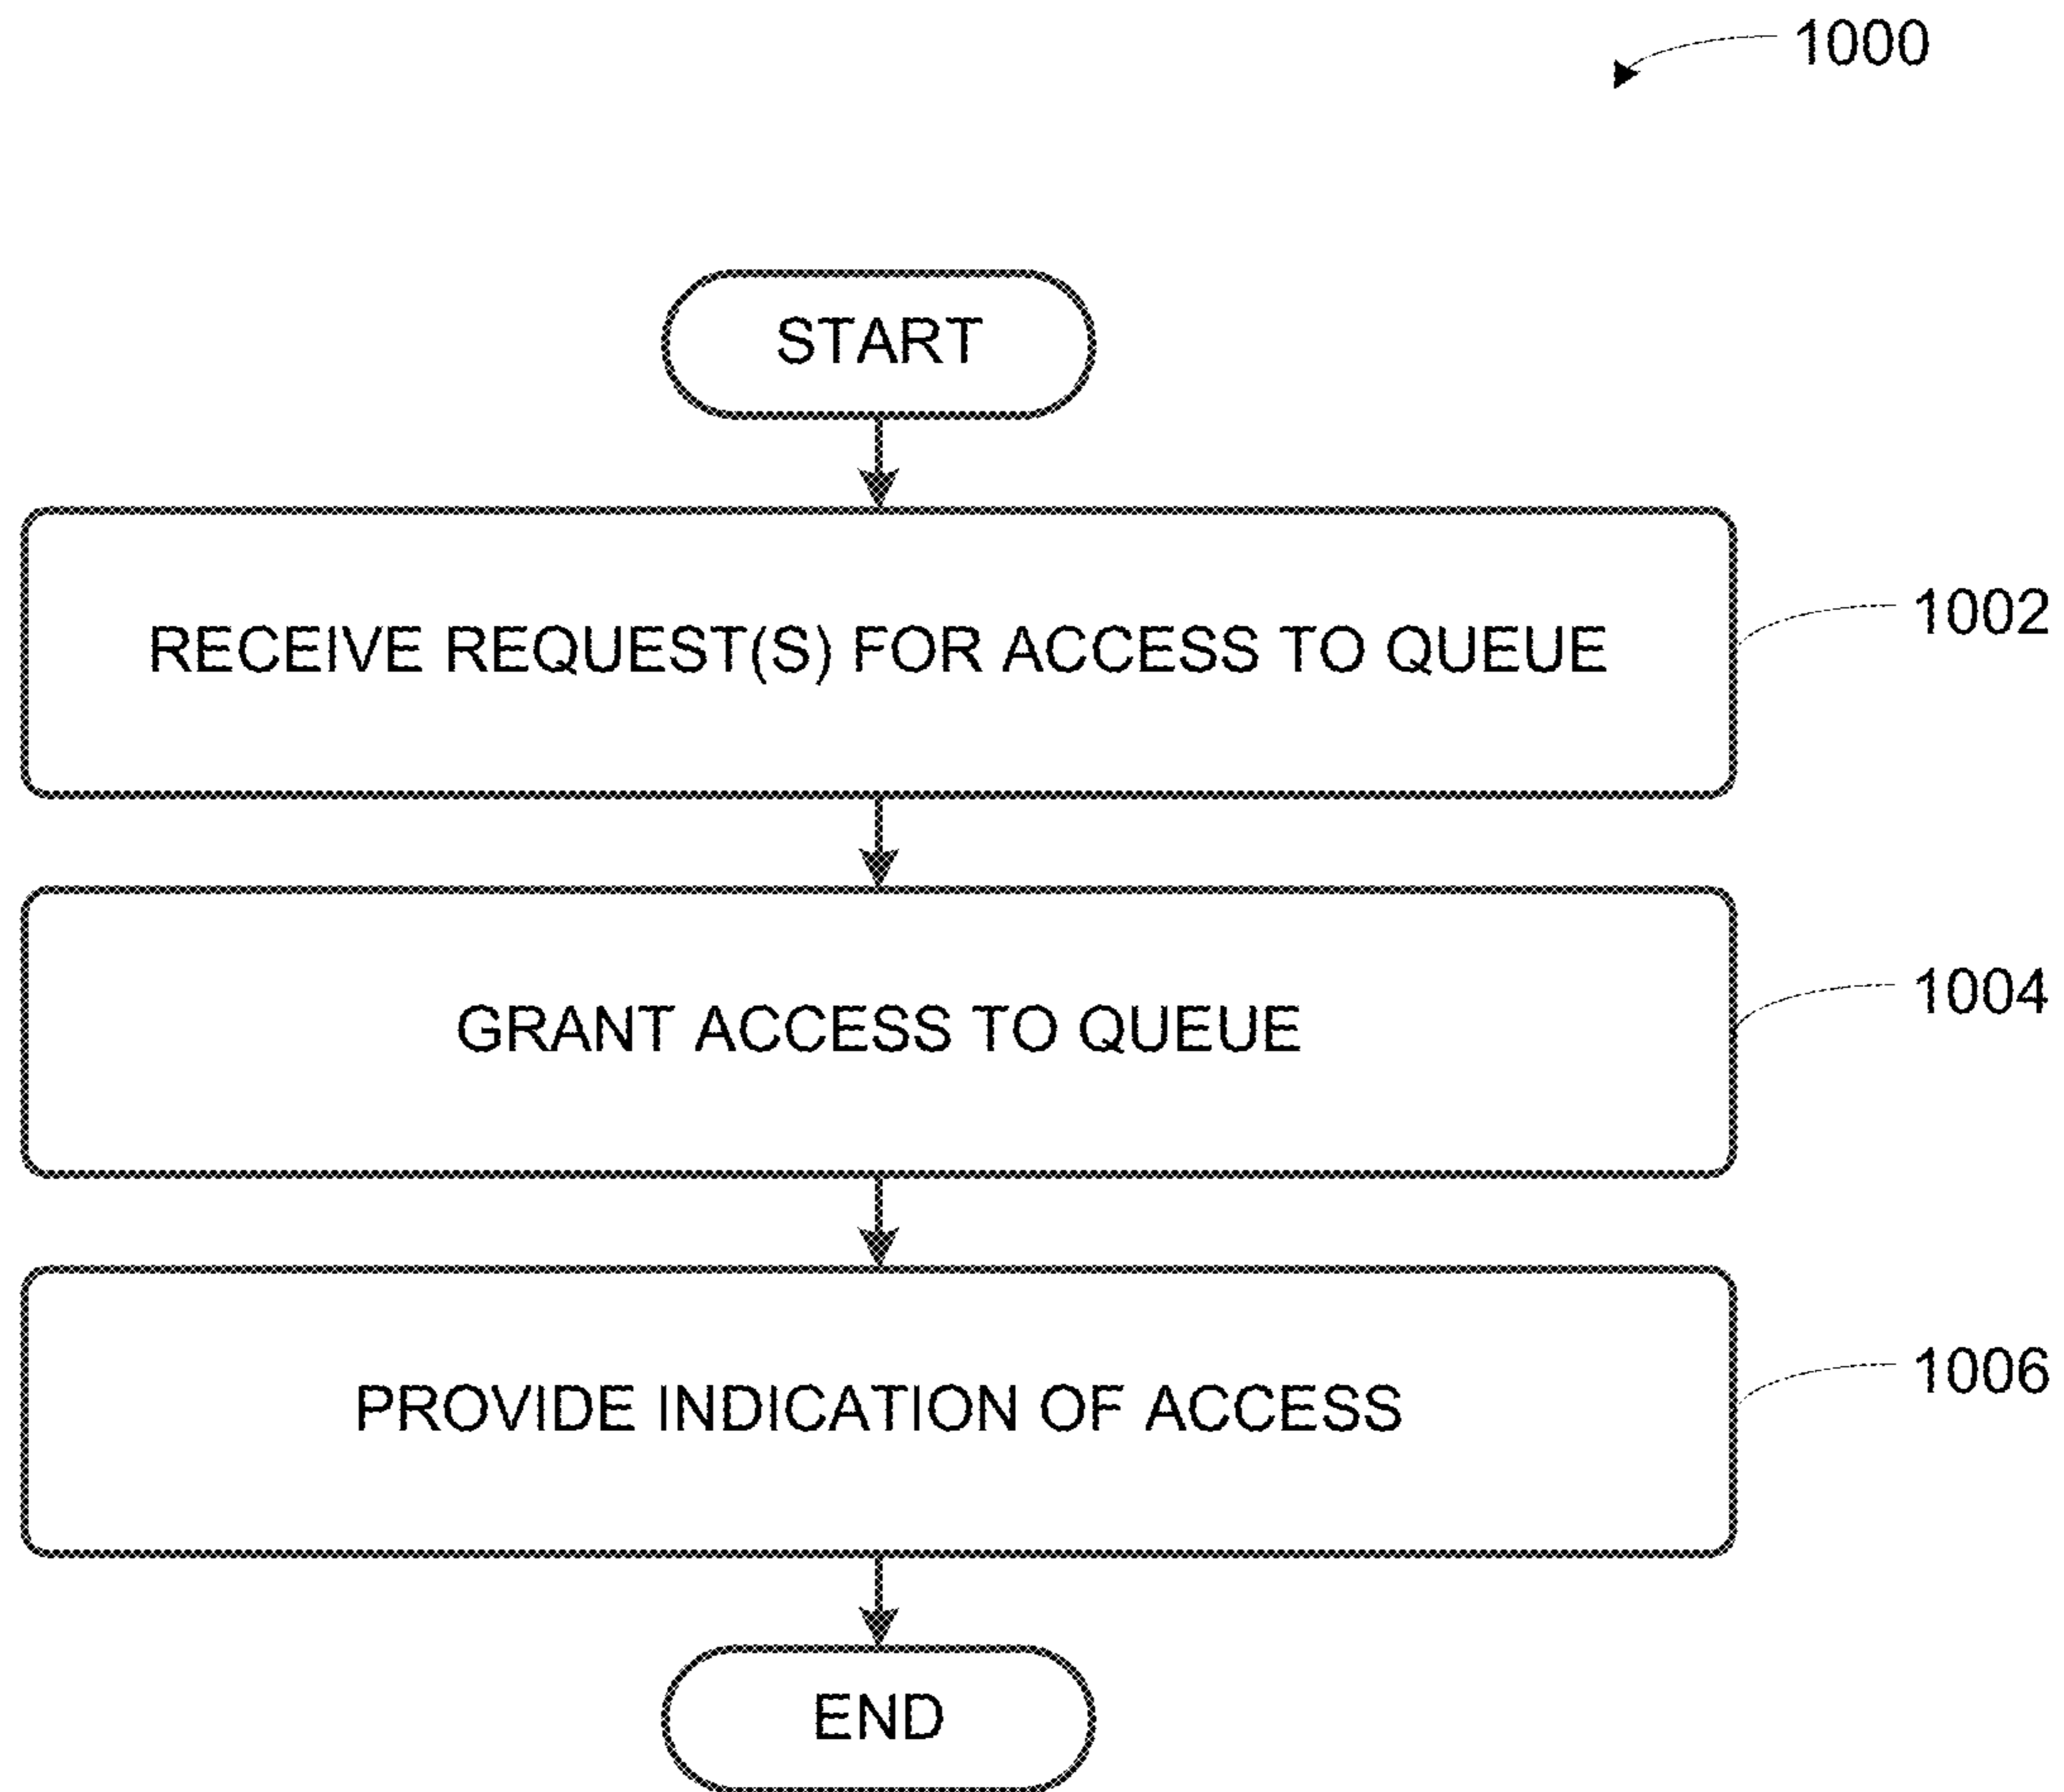 1000
START
RECEIVE REQUEST(S) FOR ACCESS TO QUEUE
1002
GRANT ACCESS TO QUEUE
1004
PROVIDE INDICATION OF ACCESS
1006
END